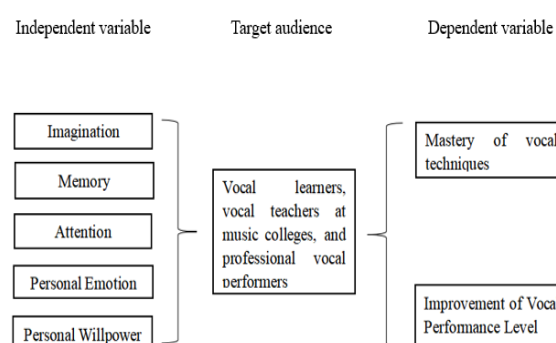 Independent variable
Target audience
Dependent variable
Imagination
Memory
Attention
Personal Emotion
Personal Willpower
Vocal learners,
vocal teachers at
music colleges, and
professional vocal
performers
Mastery of vocal
techniques
Improvement of Vocal
Performance Level